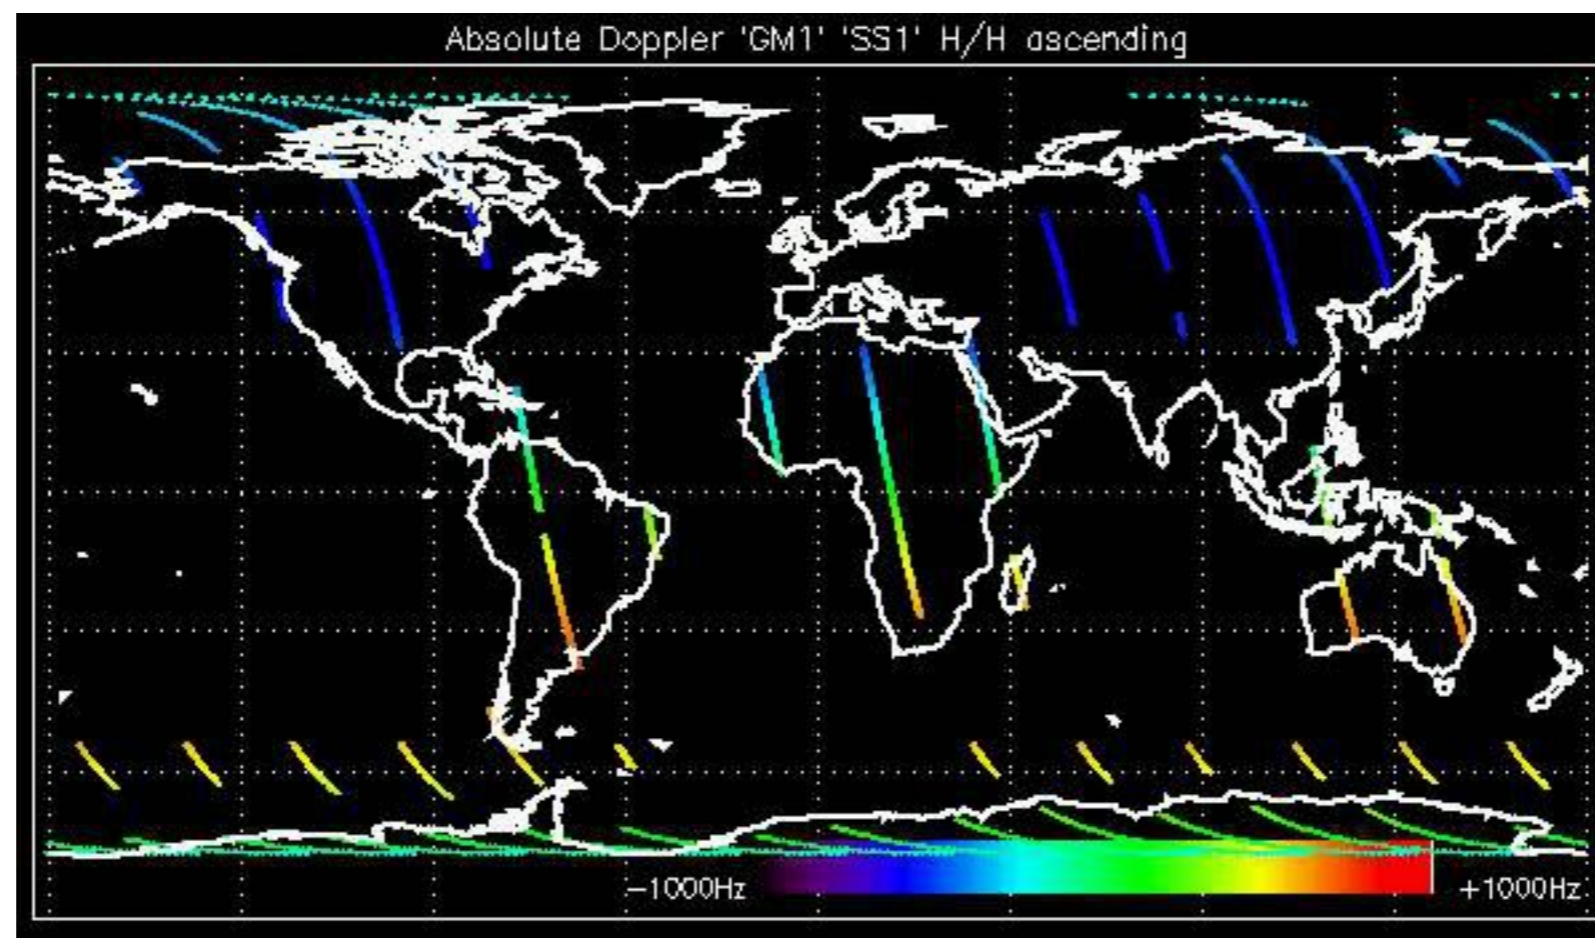 Absolute Doppler 'GM1' 'SS1' H/H ascending
−1000Hz
+1000Hz